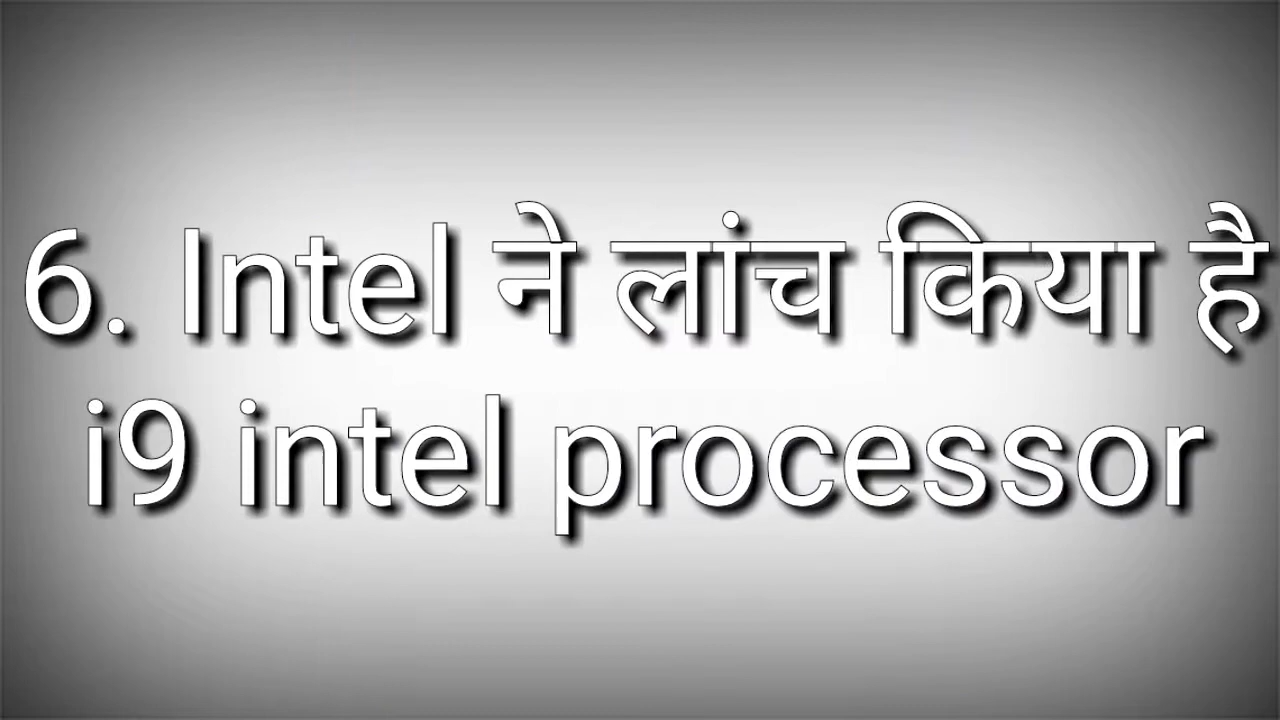 6. Intel ने लांच किया है
i9 intel processor